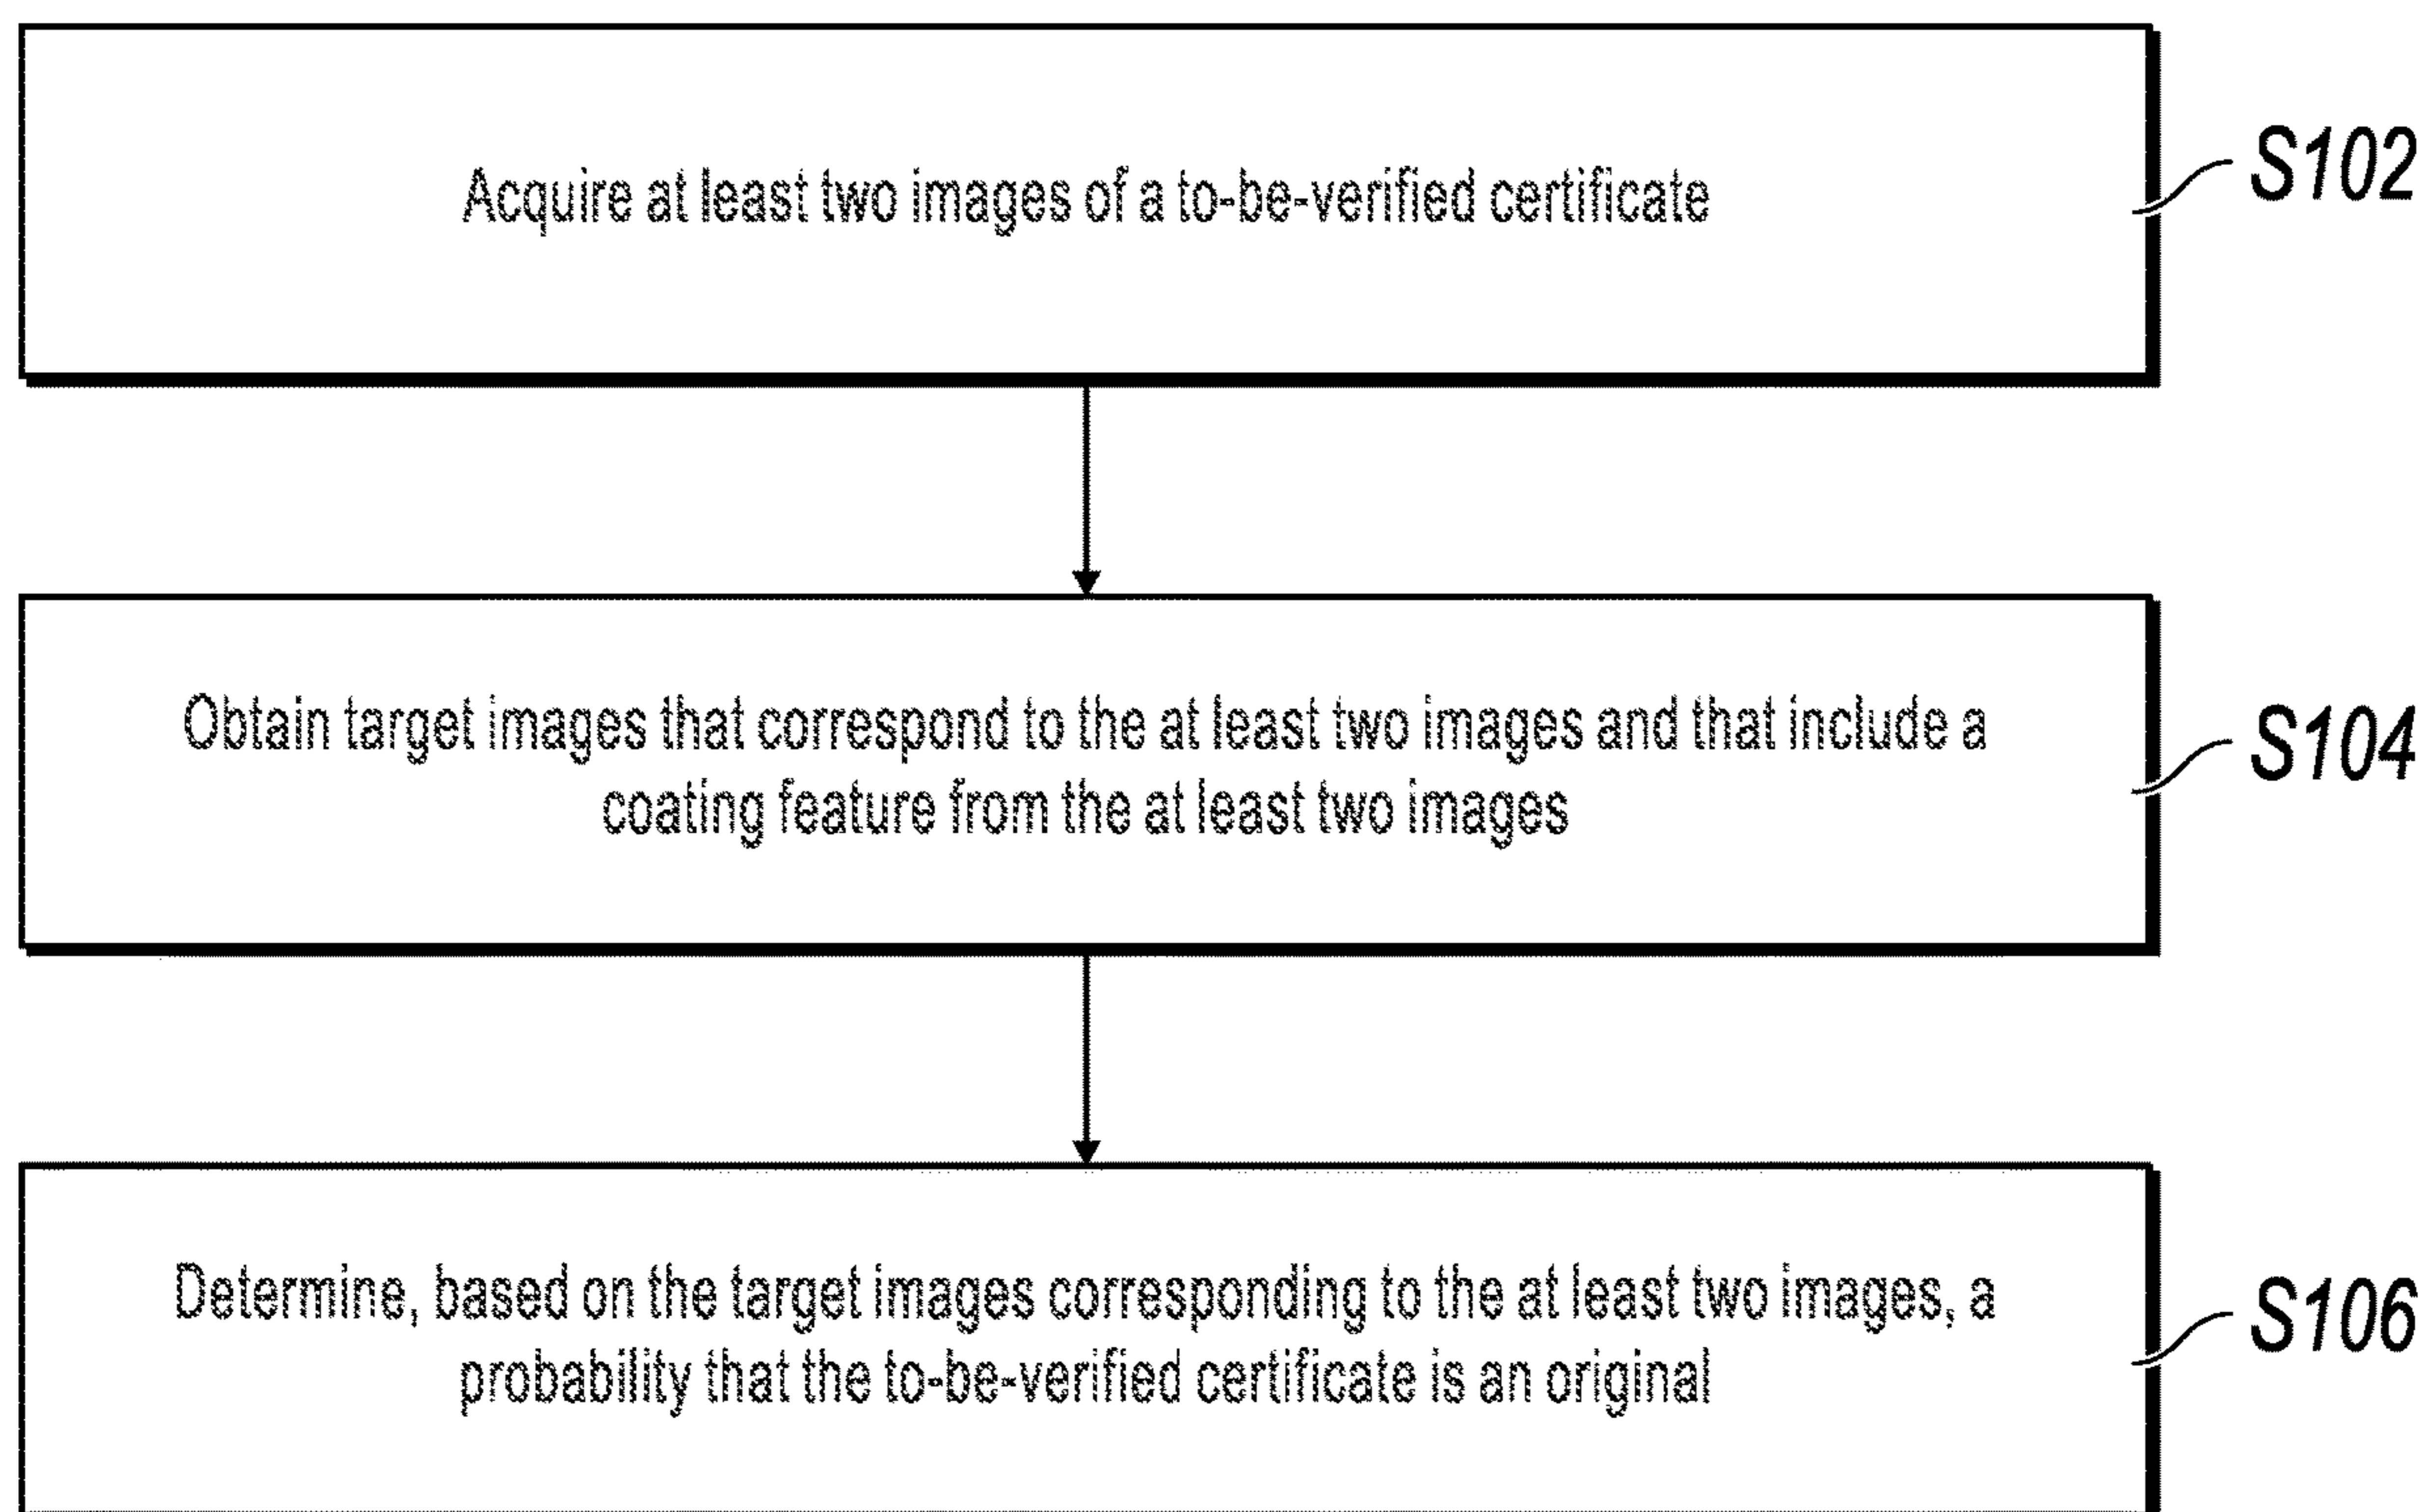 Acquire at least two images of a to-be-verified certificate
S102
Obtain target images that correspond to the at least two images and that include a
coating feature from the at least two images
S104
Determine, based on the target images corresponding to the at least two images, a
probability that the to-be-verified certificate is an original
S106